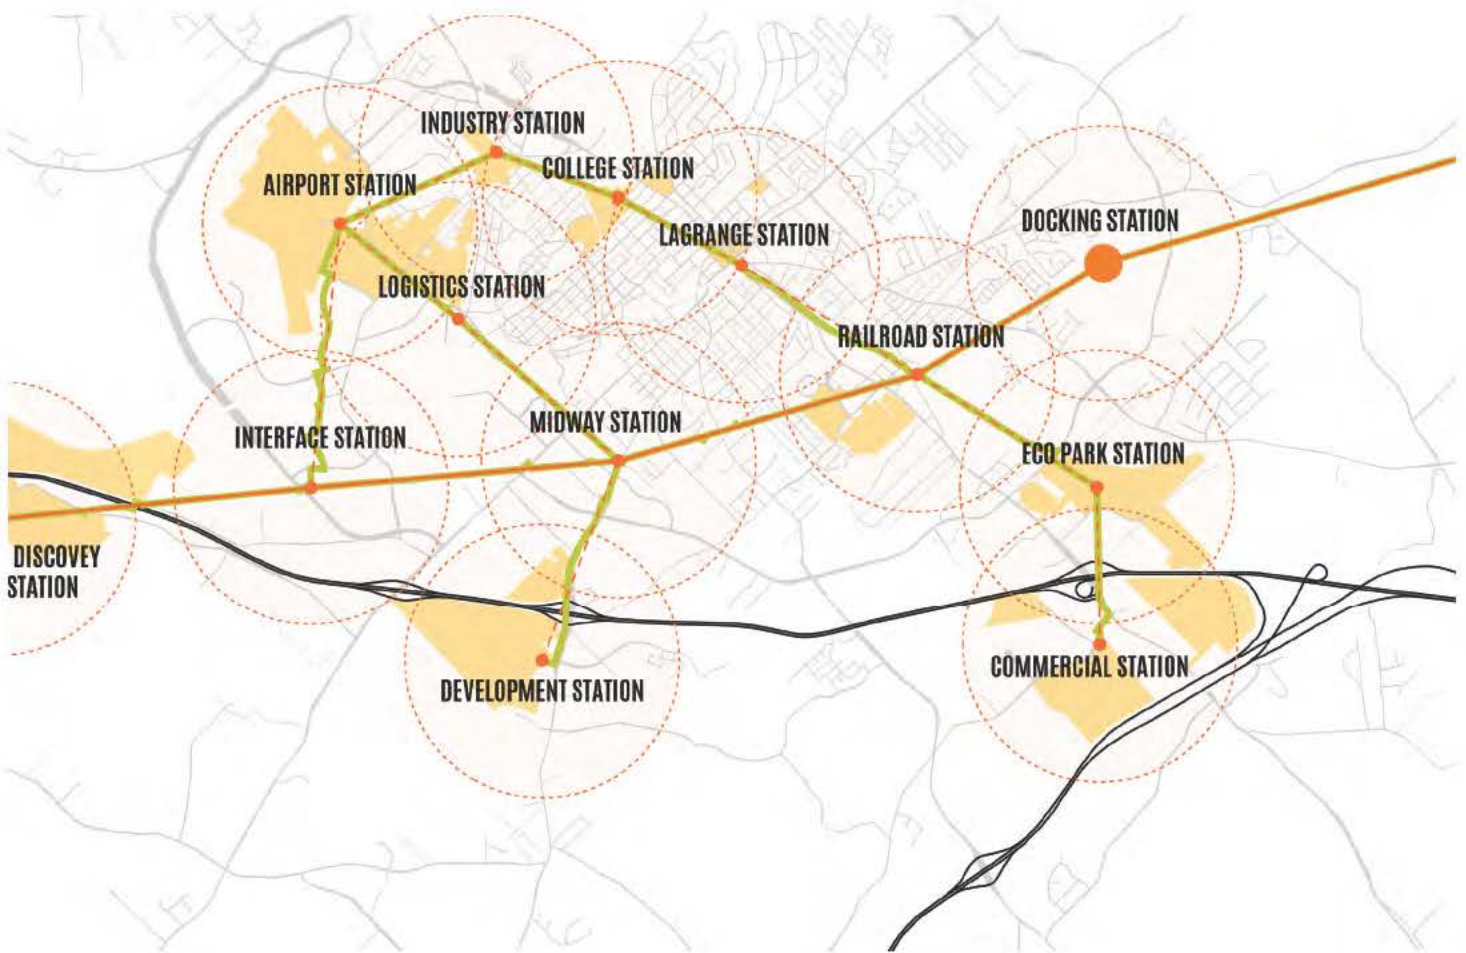 INDUSTRY STATION
COLLEGE STATION
AIRPORT STATION
DOCKING STATION
LAGRANGE STATION
LOGISTICS STATION
RAILROAD STATION
MIDWAY STATION
INTERFACE STATION
ECO PARK STATION
DISCOVEY
STATION
COMMERCIAL STATION
DEVELOPMENT STATION